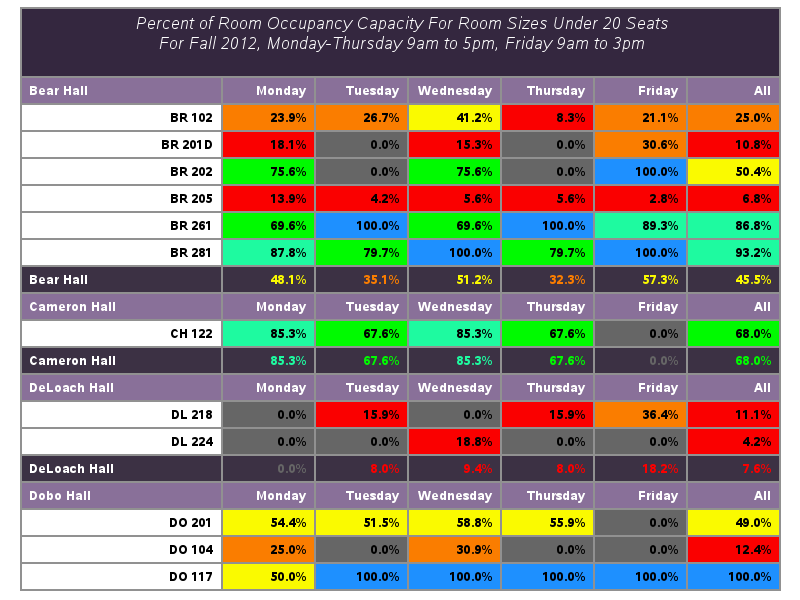 Percent of Room Occupancy Capacity For Room Sizes Under 20 Seats
For Fall 2012, Monday-Thursday 9am to 5pm, Friday 9am to 3pm
Bear Hall Monday Tuesday Wednesday Thursday Friday All
BR 102 23.9% 26.7% 41.2% 8.3% 21.1% 25.0%
BR 201D 18.1% 0.0% 15.3% 0.0% 30.6% 10.8%
BR 202 75.6% 0.0% 75.6% 0.0% 100.0% 50.4%
BR 205 13.9% 4.2% 5.6% 5.6% 2.8% 6.8%
BR 261 69.6% 100.0% 69.6% 100.0% 89.3% 86.8%
BR 281 87.8% 79.7% 100.0% 79.7% 100.0% 93.2%
Bear Hall 48.1% 35.1% 51.2% 32.3% 57.3% 45.5%
Cameron Hall Monday Tuesday Wednesday Thursday Friday All
CH 122 85.3% 67.6% 85.3% 67.6% 0.0% 68.0%
Cameron Hall 85.3% 67.6% 85.3% 67.6% 0.0% 68.0%
DeLoach Hall Monday Tuesday Wednesday Thursday Friday All
DL 218 0.0% 15.9% 0.0% 15.9% 36.4% 11.1%
DL 224 0.0% 0.0% 18.8% 0.0% 0.0% 4.2%
DeLoach Hall 0.0% 8.0% 9.4% 8.0% 18.2% 7.6%
Dobo Hall Monday Tuesday Wednesday Thursday Friday All
DO 201 54.4% 51.5% 58.8% 55.9% 0.0% 49.0%
DO 104 25.0% 0.0% 30.9% 0.0% 0.0% 12.4%
DO 117 50.0% 100.0% 100.0% 100.0% 100.0% 100.0%